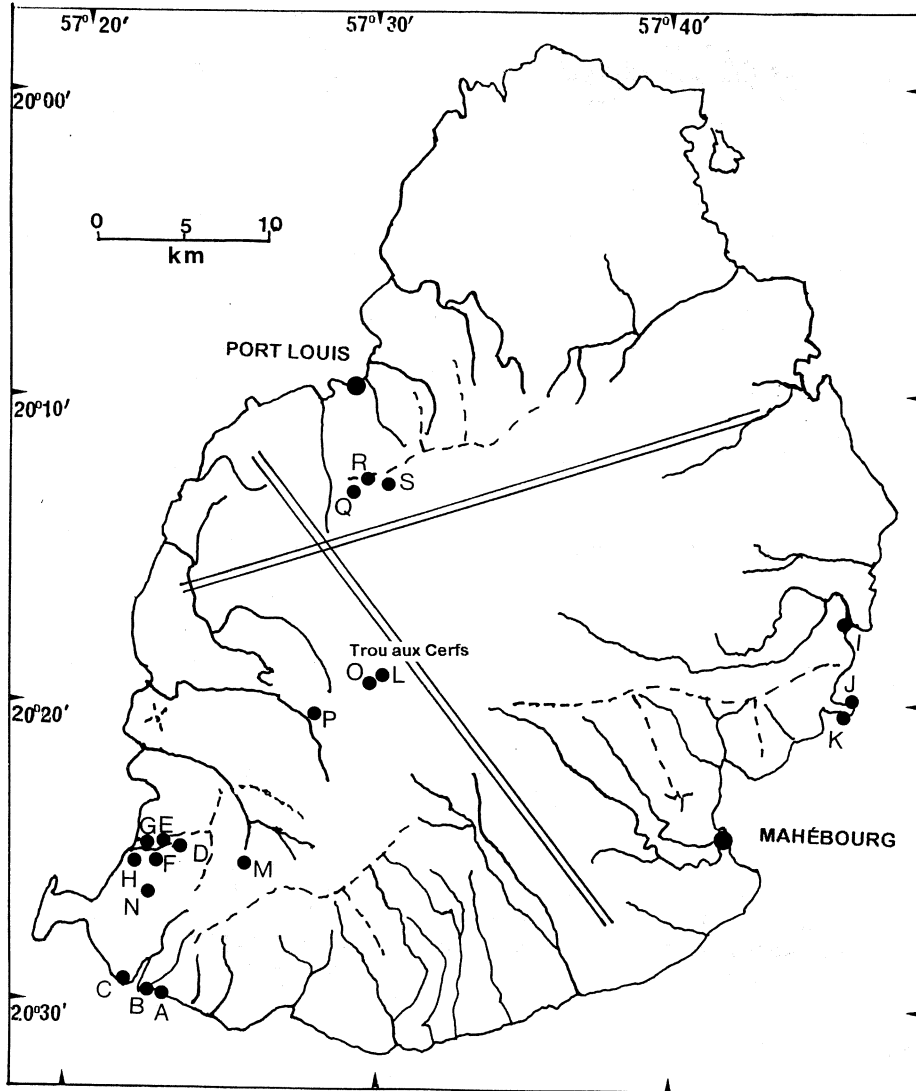 57° 20' 57° 30' 57° 40'
20°00'
0 5 10
km
PORT LOUIS
20°10'
R
S
Q
Trou aux Cerfs
O L
20°20'
P
J
K
MAHÉBOURG
G E
D
H F
M
N
C
B A
20°30'